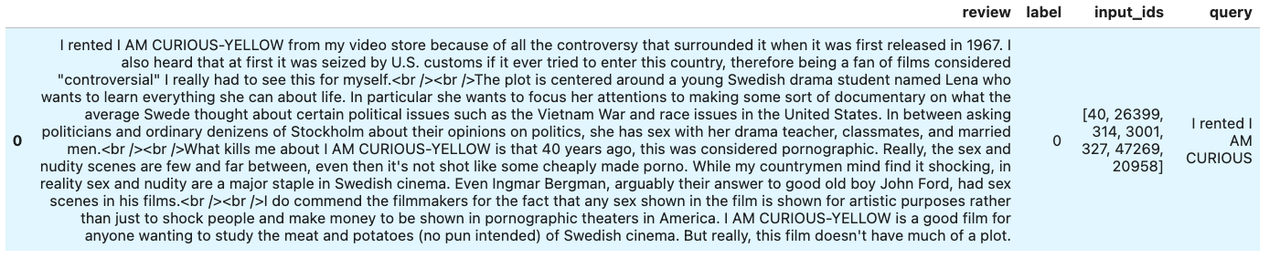 review label input_ids query
I rented I AM CURIOUS-YELLOW from my video store because of all the controversy that surrounded it when it was first released in 1967. I
also heard that at first it was seized by U.S. customs if it ever tried to enter this country, therefore being a fan of films considered
"controversial" I really had to see this for myself.<br /><br />The plot is centered around a young Swedish drama student named Lena who
wants to learn everything she can about life. In particular she wants to focus her attentions to making some sort of documentary on what the
average Swede thought about certain political issues such as the Vietnam War and race issues in the United States. In between asking
politicians and ordinary denizens of Stockholm about their opinions on politics, she has sex with her drama teacher, classmates, and married
men.<br /><br />What kills me about I AM CURIOUS-YELLOW is that 40 years ago, this was considered pornographic. Really, the sex and
nudity scenes are few and far between, even then it's not shot like some cheaply made porno. While my countrymen mind find it shocking, in
reality sex and nudity are a major staple in Swedish cinema. Even Ingmar Bergman, arguably their answer to good old boy John Ford, had sex
scenes in his films.<br /><br />I do commend the filmmakers for the fact that any sex shown in the film is shown for artistic purposes rather
than just to shock people and make money to be shown in pornographic theaters in America. I AM CURIOUS-YELLOW is a good film for
anyone wanting to study the meat and potatoes (no pun intended) of Swedish cinema. But really, this film doesn't have much of a plot.
0
0
[40, 26399,
314, 3001,
327, 47269,
20958]
I rented I
AM
CURIOUS